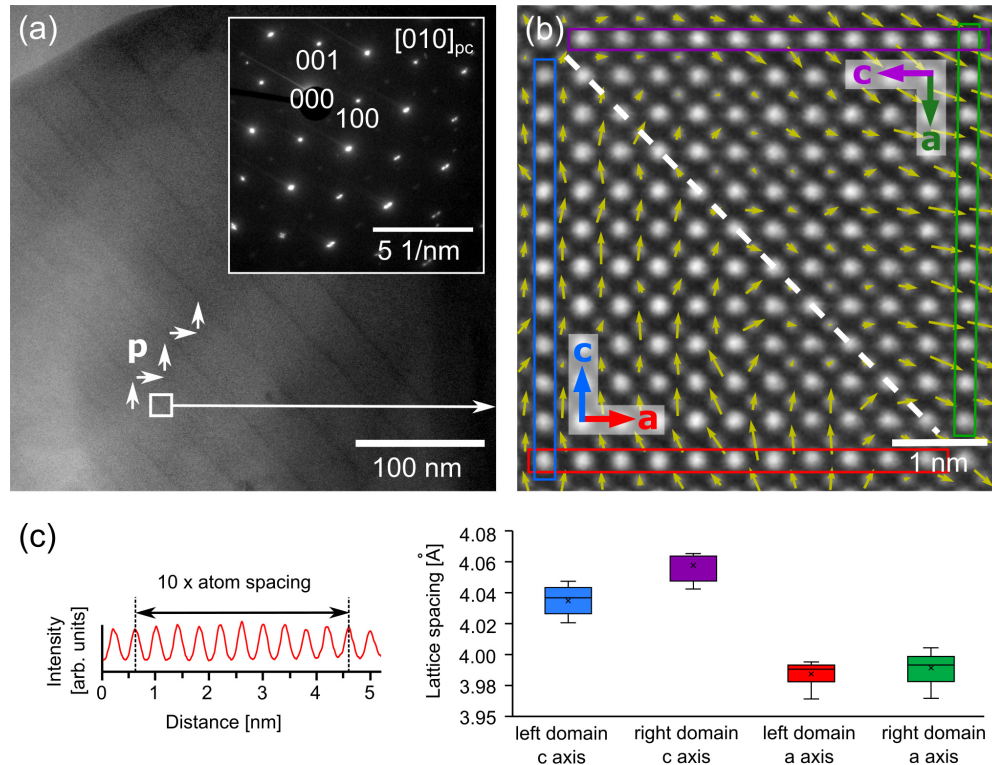 (a)
[010]pc
001
000
100
5 1/nm
p
100 nm
(b)
c
a
c
a
1 nm
(c)
10 x atom spacing
Intensity
[arb. units]
0 1 2 3 4 5
Distance [nm]
Lattice spacing [Å]
4.08
4.06
4.04
4.02
4.00
3.98
3.95
left domain
c axis
right domain
c axis
left domain
a axis
right domain
a axis